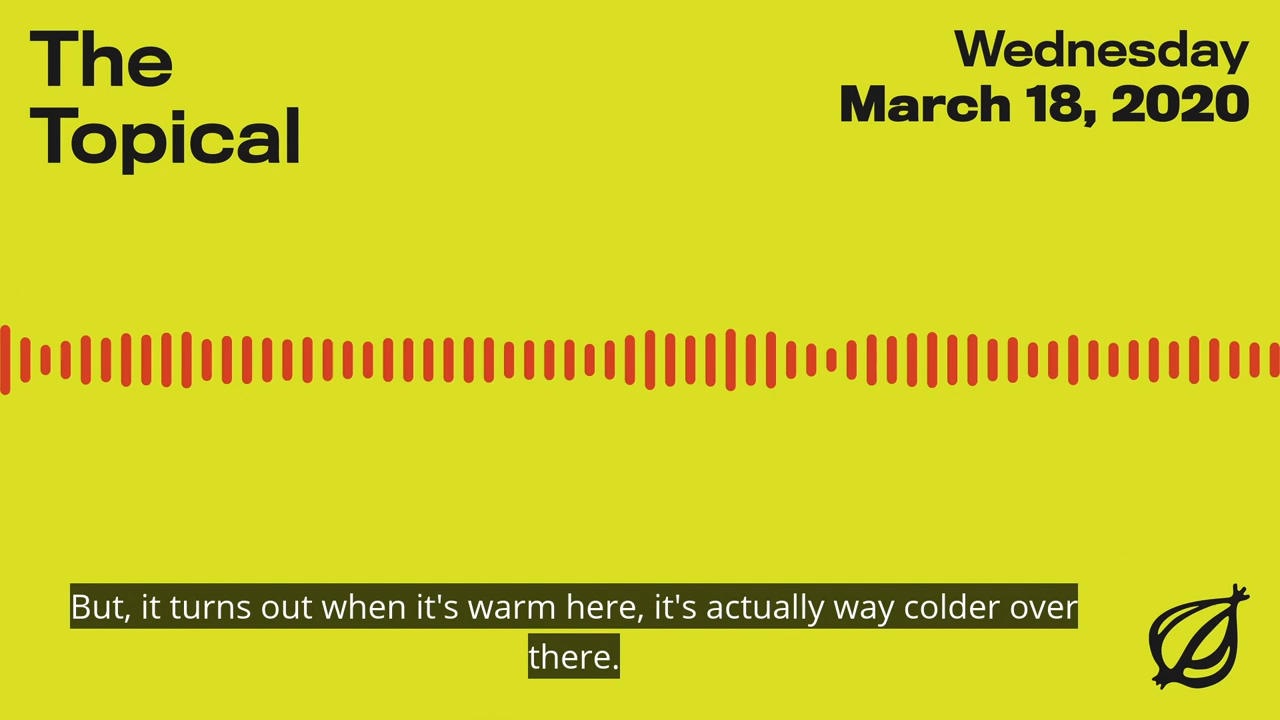 The
Topical
Wednesday
March 18, 2020
But, it turns out when it's warm here, it's actually way colder over
there.